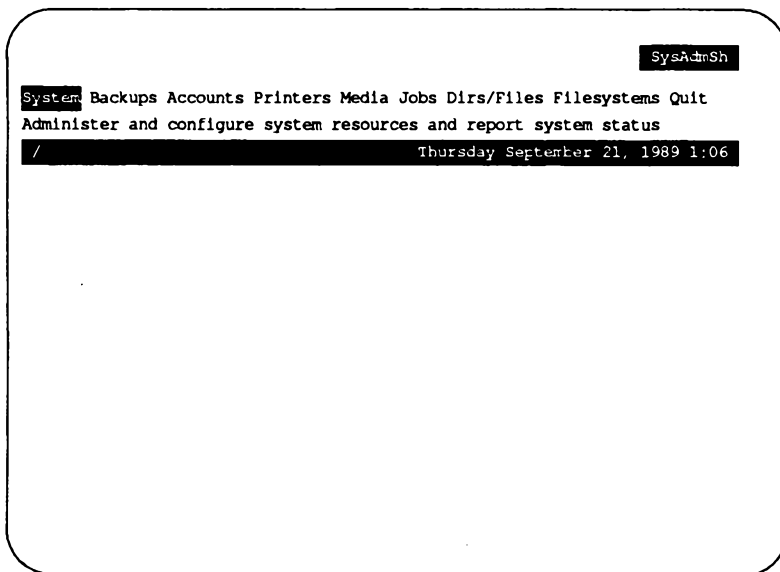 SysAdmSh
System Backups Accounts Printers Media Jobs Dirs/Files Filesystems Quit
Administer and configure system resources and report system status
/ Thursday September 21, 1989 1:06